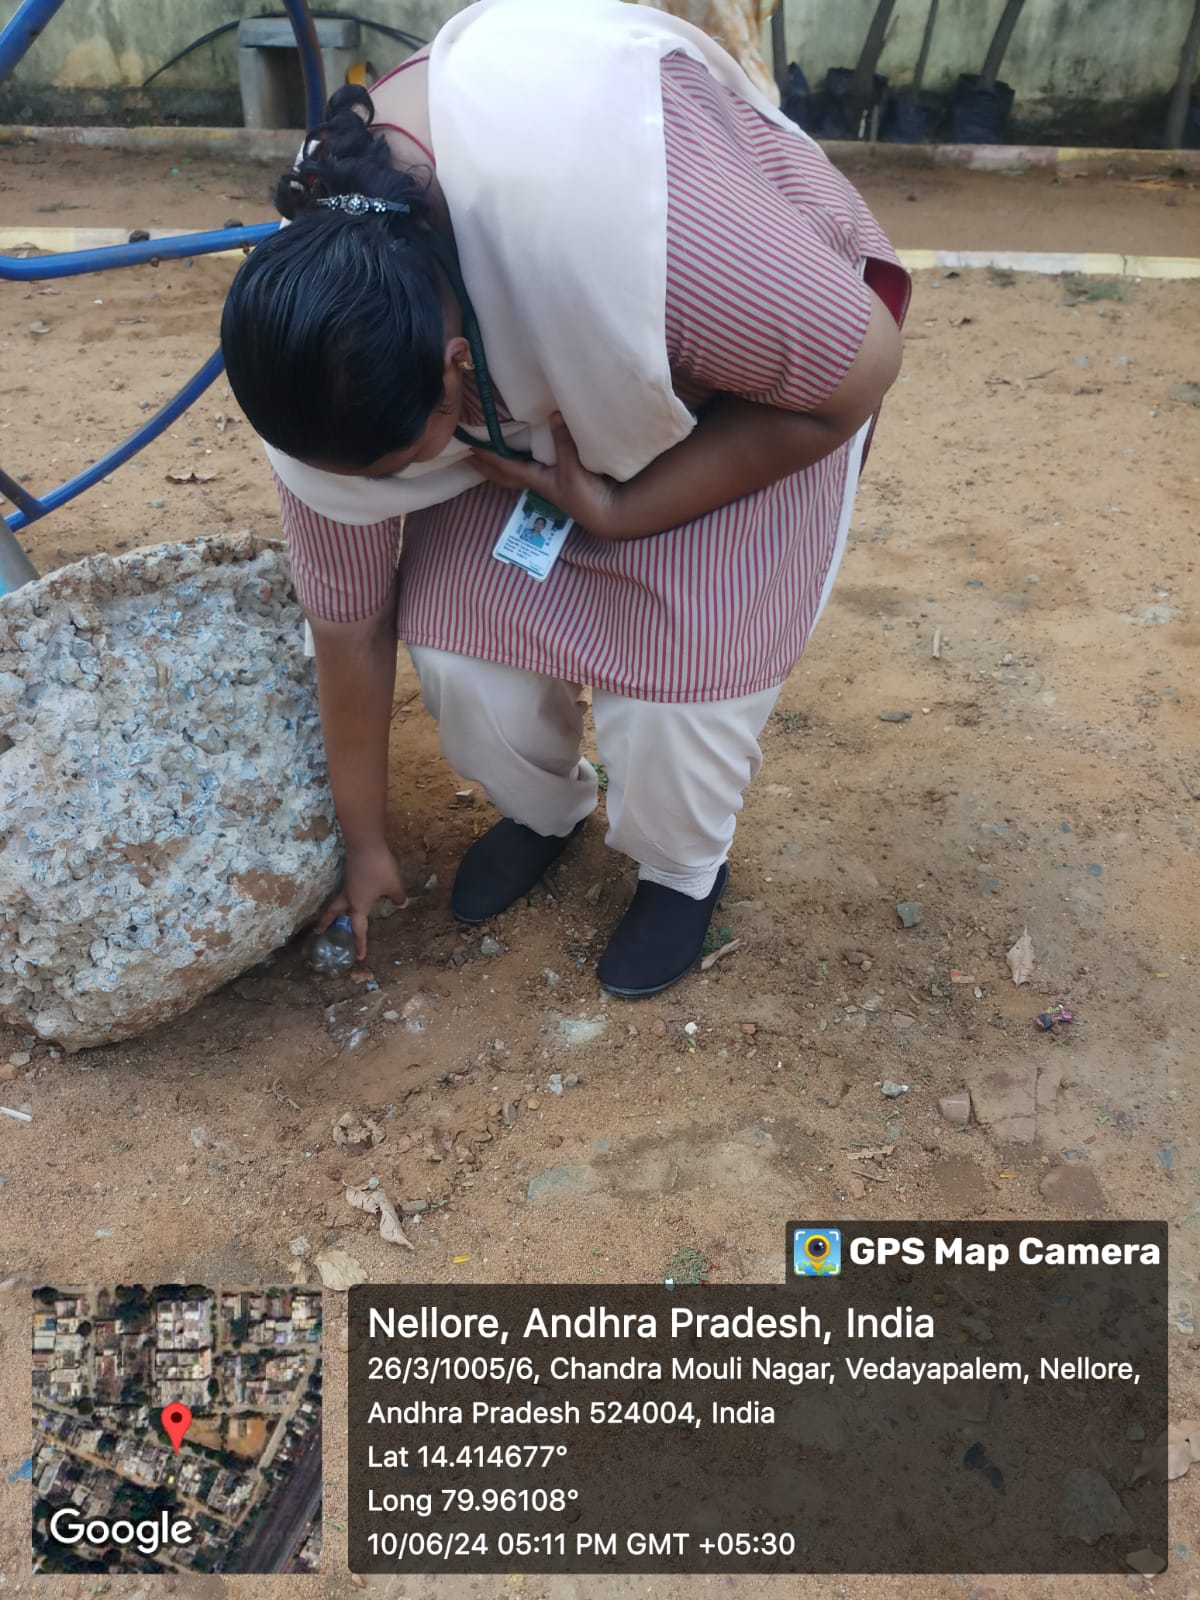 GPS Map Camera
Nellore, Andhra Pradesh, India
26/3/1005/6, Chandra Mouli Nagar, Vedayapalem, Nellore,
Andhra Pradesh 524004, India
Lat 14.414677°
Long 79.96108°
10/06/24 05:11 PM GMT +05:30
Google